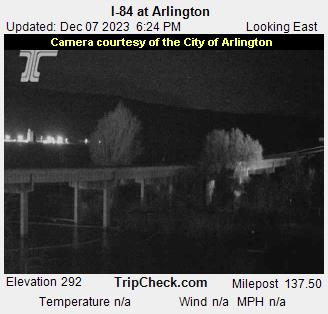 I-84 at Arlington
Updated: Dec 07 2023 6:24 PM Looking East
Camera courtesy of the City of Arlington
Elevation 292 TripCheck.com Milepost 137.50
Temperature n/a Wind n/a MPH n/a